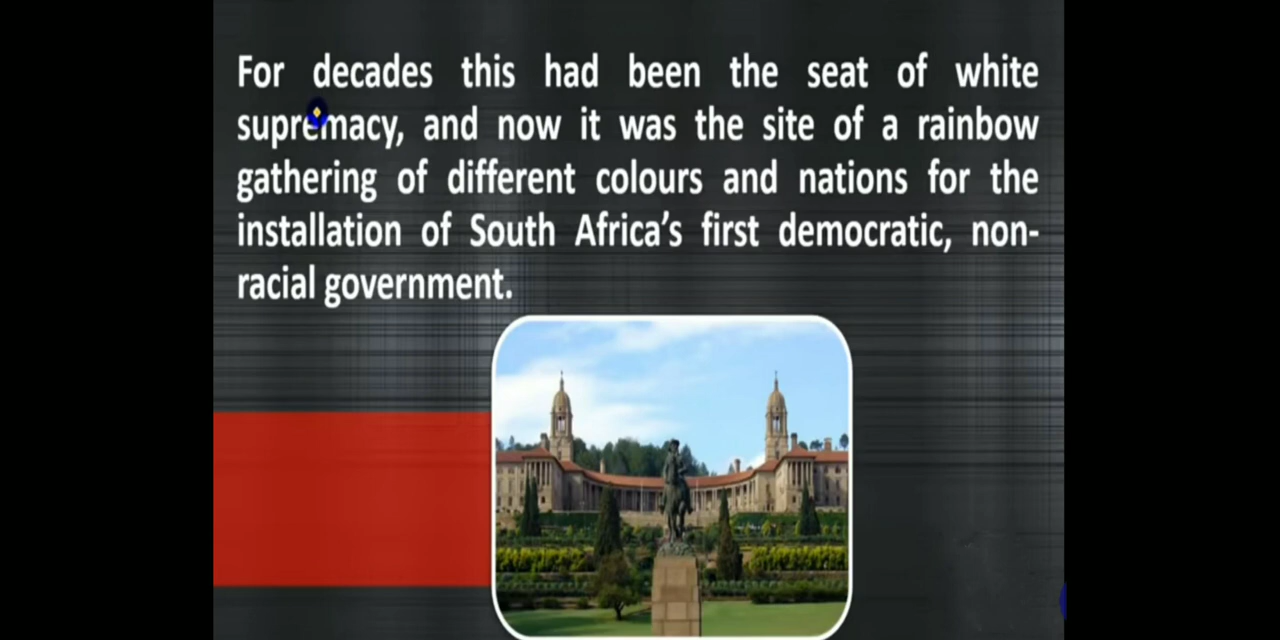 For decades this had been the seat of white
supremacy, and now it was the site of a rainbow
gathering of different colours and nations for the
installation of South Africa's first democratic, non-
racial government.